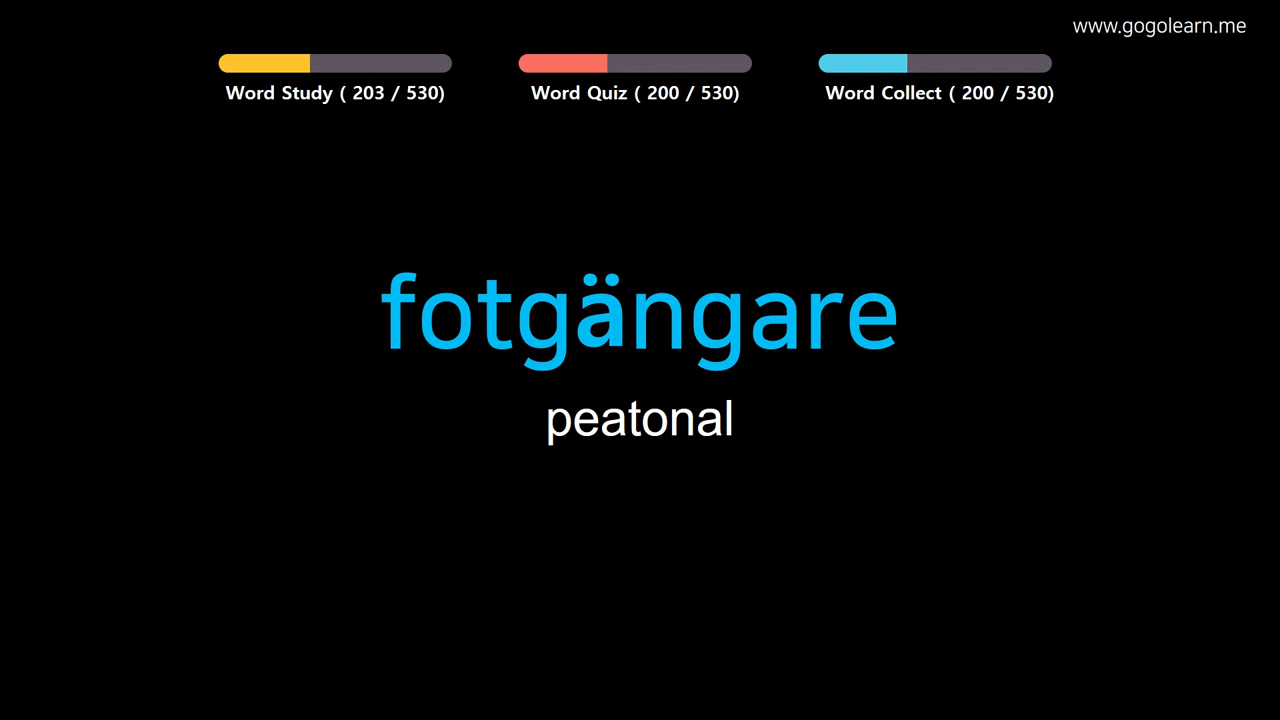 www.gogolearn.me
Word Study ( 203 / 530)
Word Quiz ( 200 / 530)
Word Collect ( 200 / 530)
fotgängare
peatonal